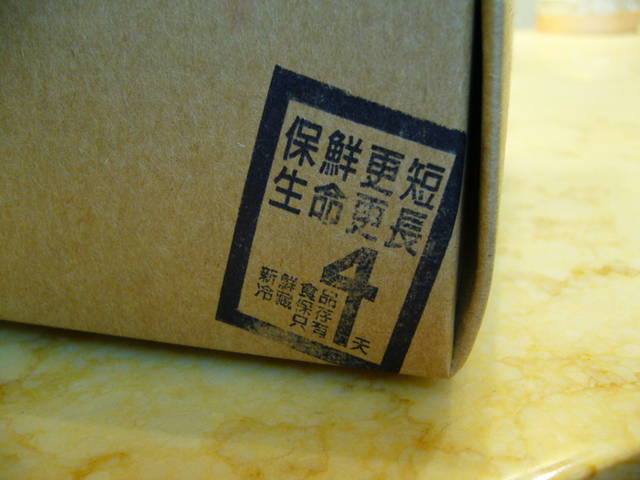 保鮮更短
生命更長
新鮮食品
冷藏保存
只有4天